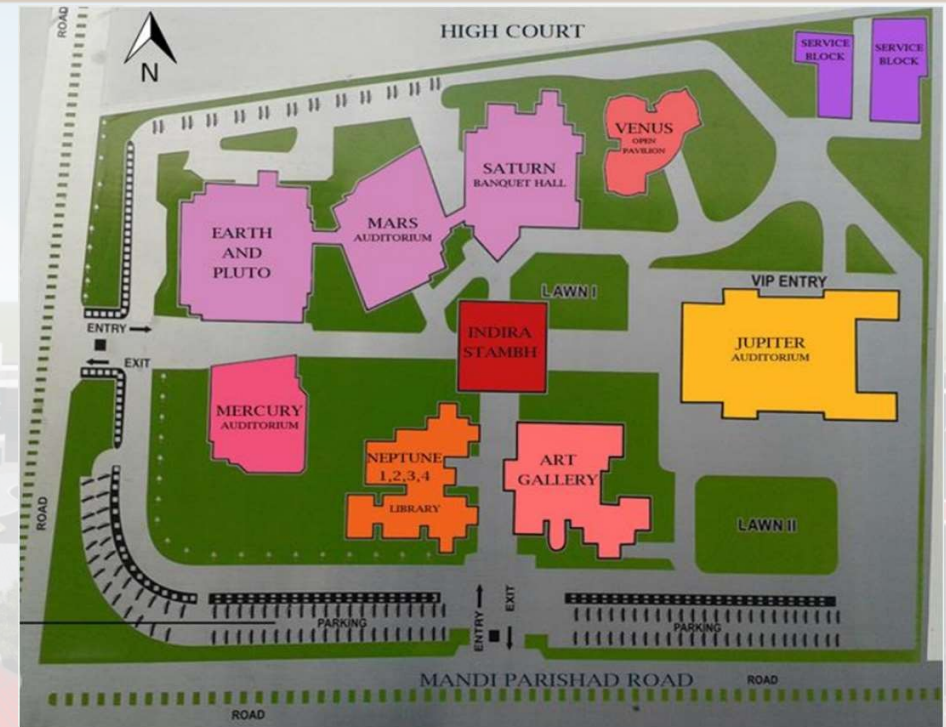 ROAD
HIGH COURT
N
SERVICE
BLOCK
SERVICE
BLOCK
VENUS
OPEN
PAVILION
SATURN
BANQUET HALL
MARS
AUDITORIUM
EARTH
AND
PLUTO
LAWN I
VIP ENTRY
ENTRY
EXIT
INDIRA
STAMBH
JUPITER
AUDITORIUM
MERCURY
AUDITORIUM
NEPTUNE
1,2,3,4
LIBRARY
ART
GALLERY
LAWN II
ROAD
ENTRY
EXIT
PARKING
PARKING
MANDI PARISHAD ROAD
ROAD
ROAD